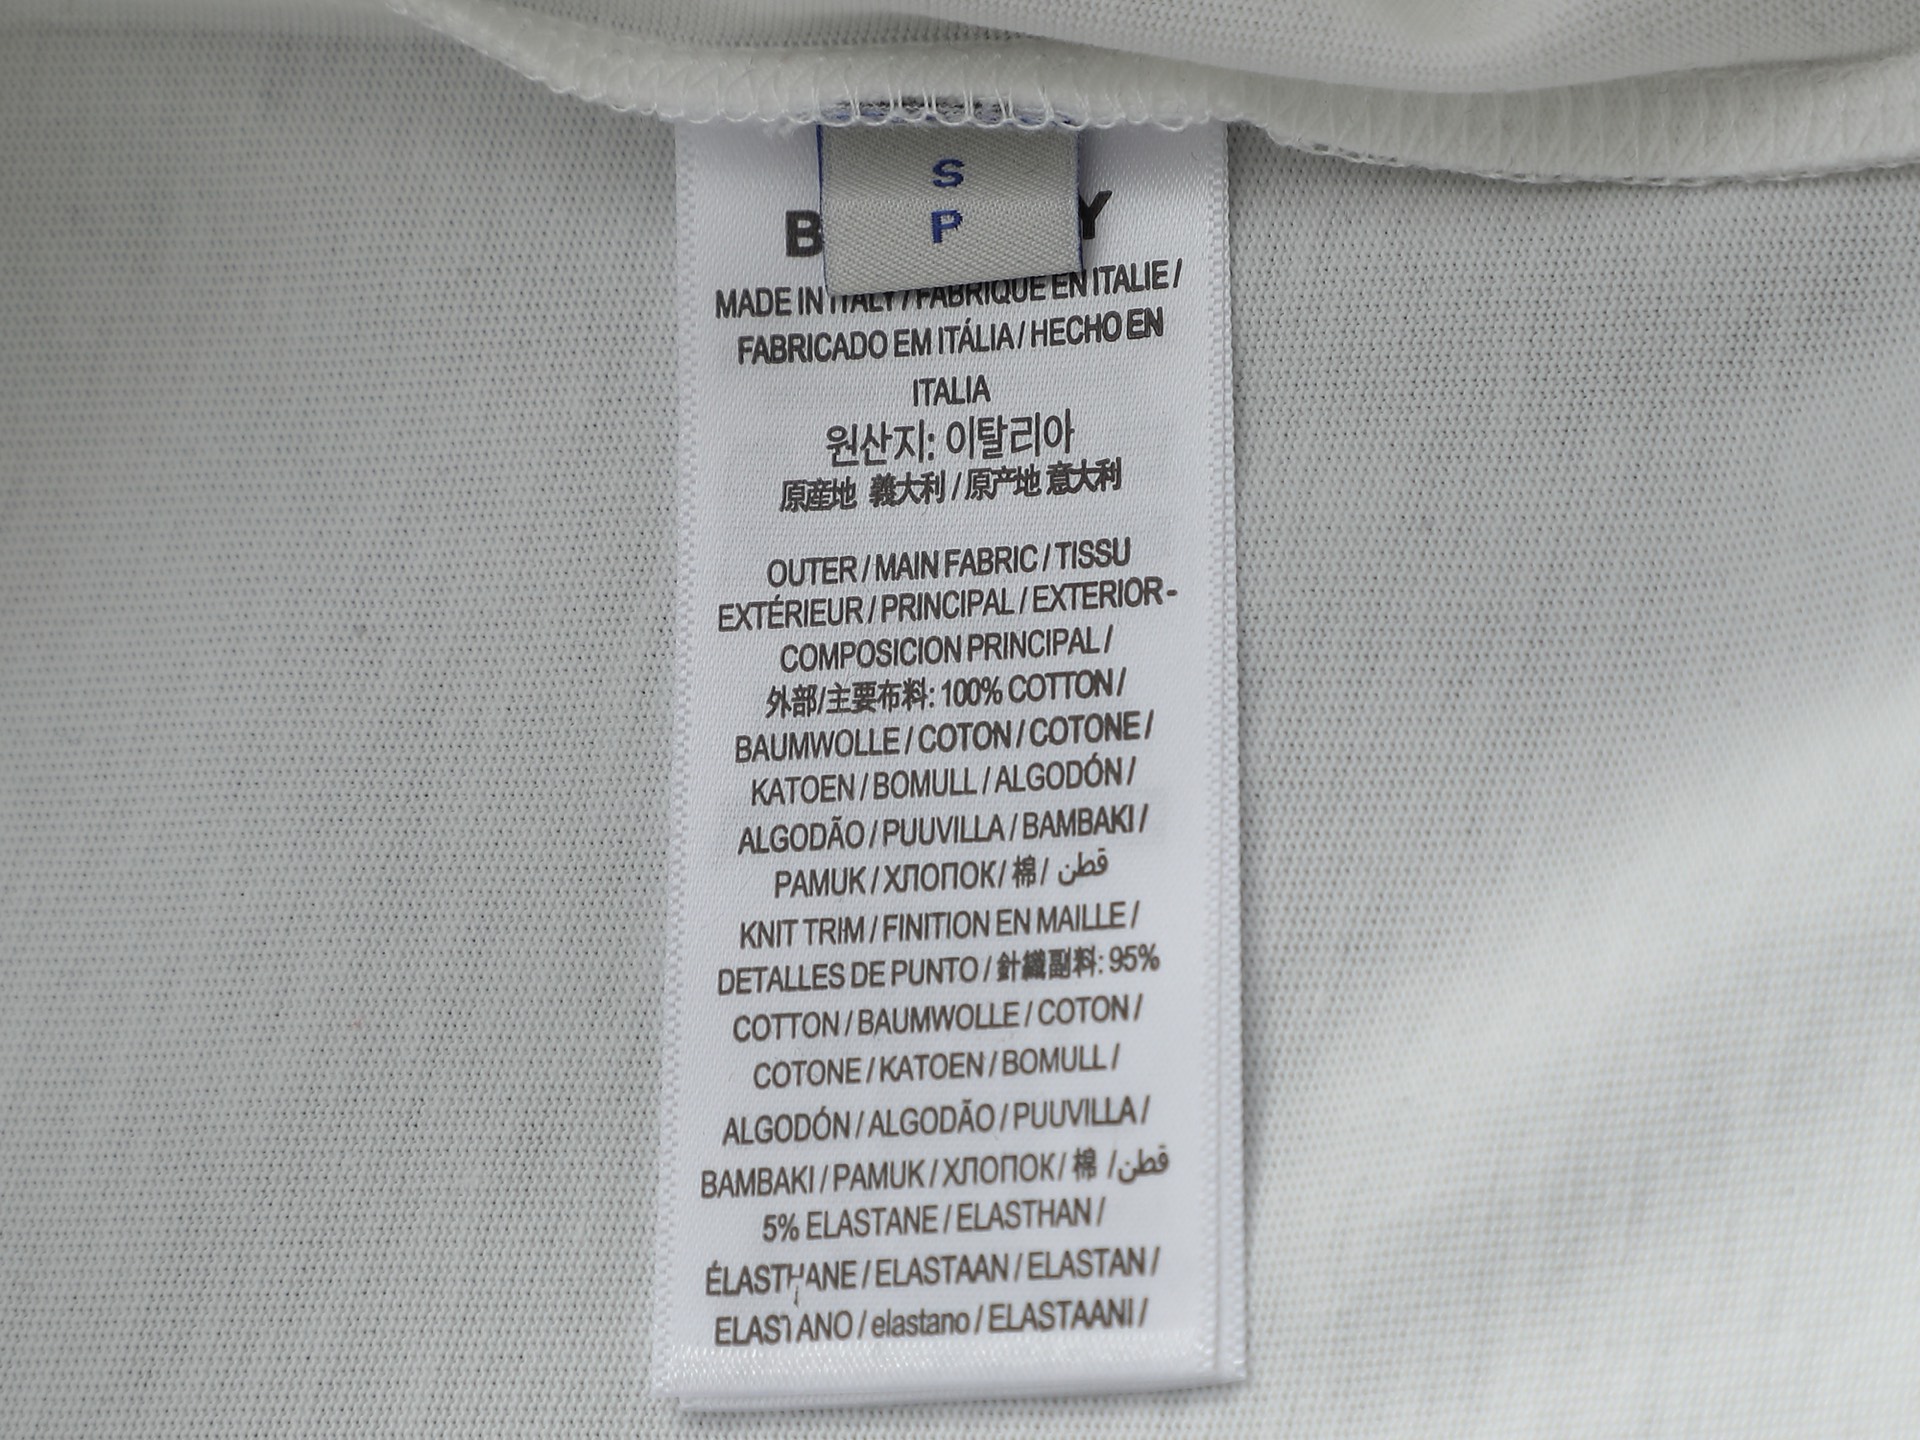 S
P
B Y
MADE IN ITALY / FABRIQUE EN ITALIE /
FABRICADO EM ITÁLIA / HECHO EN
ITALIA
원산지: 이탈리아
原産地 義大利 / 原产地 意大利
OUTER / MAIN FABRIC / TISSU
EXTÉRIEUR / PRINCIPAL / EXTERIOR-
COMPOSICION PRINCIPAL /
外部/主要布料: 100% COTTON /
BAUMWOLLE / COTON / COTONE /
KATOEN / BOMULL / ALGODÓN /
ALGODÃO / PUUVILLA / BAMBAKI /
PAMUK / ХЛОПОК / 棉 / قطن
KNIT TRIM / FINITION EN MAILLE /
DETALLES DE PUNTO / 針織副料: 95%
COTTON / BAUMWOLLE / COTON /
COTONE / KATOEN / BOMULL /
ALGODÓN / ALGODÃO / PUUVILLA /
BAMBAKI / PAMUK / ХЛОПОК / 棉 / قطن
5% ELASTANE / ELASTHAN /
ÉLASTHANE / ELASTAAN / ELASTAN /
ELASTANO / elastano / ELASTAANI /